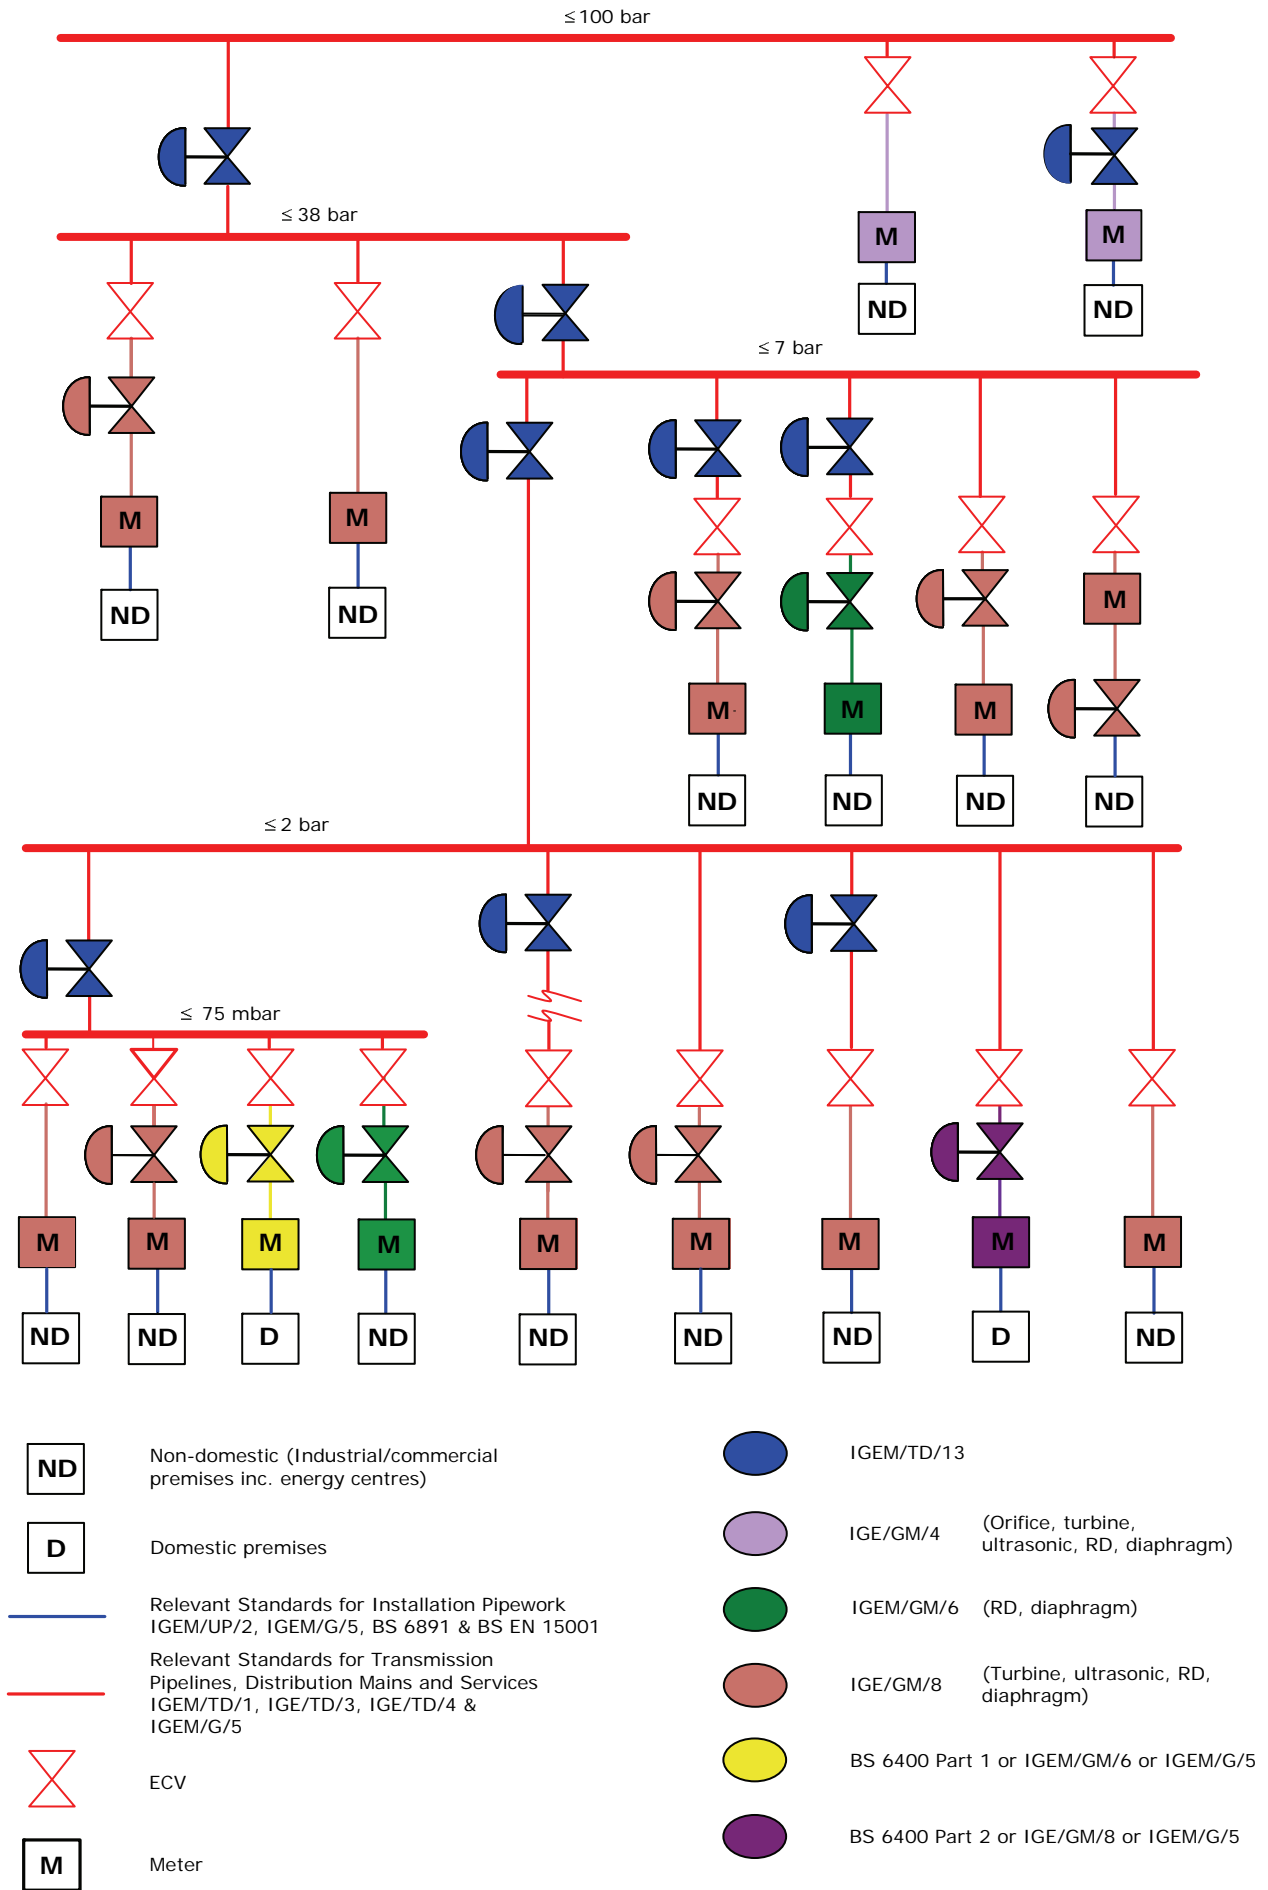 ≤100 bar
≤ 38 bar
M
M
ND
ND
≤ 7 bar
M
M
ND
ND
M
M
M
M
M
ND
ND
ND
ND
≤ 2 bar
≤ 75 mbar
M
M
M
M
M
M
M
M
M
ND
ND
D
ND
ND
ND
ND
D
ND
ND
Non-domestic (Industrial/commercial
premises inc. energy centres)
D
Domestic premises
Relevant Standards for Installation Pipework
IGEM/UP/2, IGEM/G/5, BS 6891 & BS EN 15001
Relevant Standards for Transmission
Pipelines, Distribution Mains and Services
IGEM/TD/1, IGE/TD/3, IGE/TD/4 &
IGEM/G/5
ECV
M
Meter
IGEM/TD/13
IGE/GM/4 (Orifice, turbine,
ultrasonic, RD, diaphragm)
IGEM/GM/6 (RD, diaphragm)
IGE/GM/8 (Turbine, ultrasonic, RD,
diaphragm)
BS 6400 Part 1 or IGEM/GM/6 or IGEM/G/5
BS 6400 Part 2 or IGE/GM/8 or IGEM/G/5